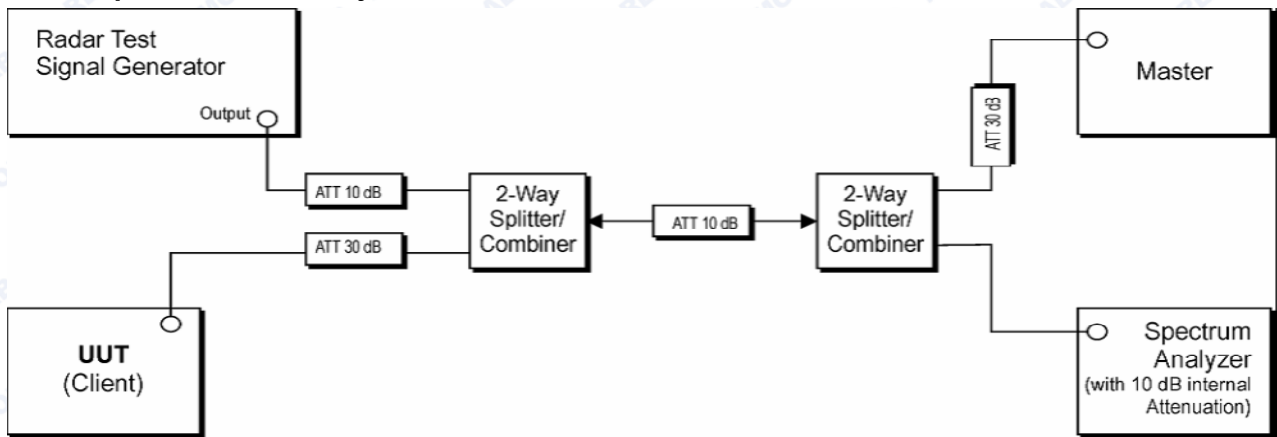 Radar Test
Signal Generator
Output
ATT 10 dB
2-Way
Splitter/
Combiner
ATT 30 dB
UUT
(Client)
ATT 10 dB
2-Way
Splitter/
Combiner
ATT 30 dB
Master
Spectrum
Analyzer
(with 10 dB internal
Attenuation)